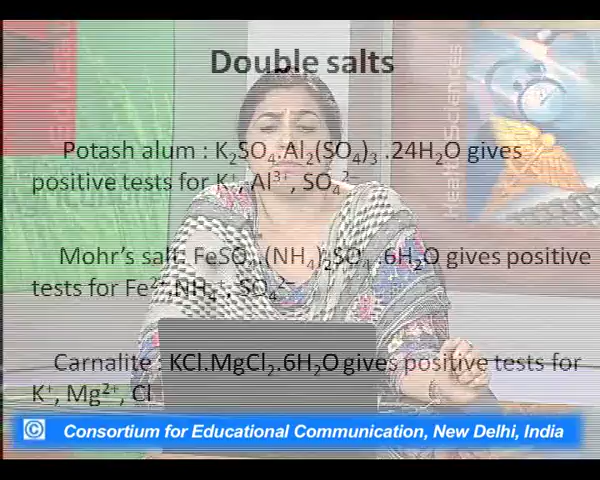 Double salts
Potash alum : K₂SO₄.Al₂(SO₄)₃ .24H₂O gives
positive tests for K⁺, Al³⁺ , SO₄²⁻
Mohr's salt: FeSO₄.(NH₄)₂SO₄ .6H₂O gives positive
tests for Fe²⁺,NH₄⁺, SO₄²⁻
Carnalite : KCl.MgCl₂.6H₂O gives positive tests for
K⁺, Mg²⁺, Cl
© Consortium for Educational Communication, New Delhi, India
Health Sciences